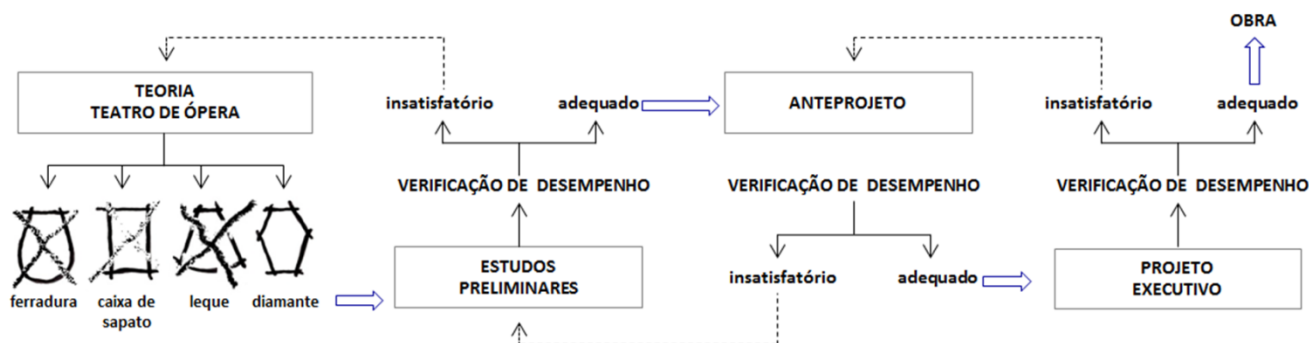 OBRA
TEORIA
TEATRO DE ÓPERA
insatisfatório
adequado
ANTEPROJETO
insatisfatório
adequado
VERIFICAÇÃO DE DESEMPENHO
VERIFICAÇÃO DE DESEMPENHO
VERIFICAÇÃO DE DESEMPENHO
ferradura
caixa de
sapato
leque
diamante
ESTUDOS
PRELIMINARES
insatisfatório
adequado
PROJETO
EXECUTIVO